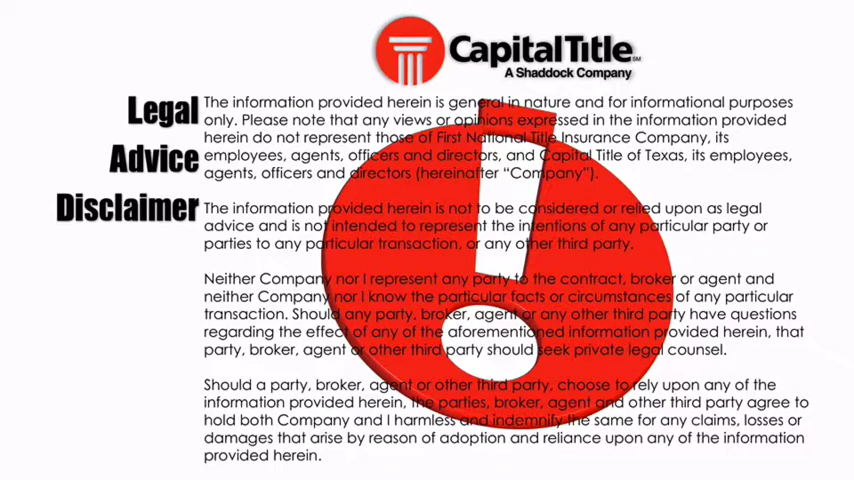 CapitalTitle SM
A Shaddock Company
Legal
Advice
Disclaimer
The information provided herein is general in nature and for informational purposes
only. Please note that any views or opinions expressed in the information provided
herein do not represent those of First National Title Insurance Company, its
employees, agents, officers and directors, and Capital Title of Texas, its employees,
agents, officers and directors (hereinafter “Company”).
The information provided herein is not to be considered or relied upon as legal
advice and is not intended to represent the intentions of any particular party or
parties to any particular transaction, or any other third party.
Neither Company nor I represent any party to the contract, broker or agent and
neither Company nor I know the particular facts or circumstances of any particular
transaction. Should any party, broker, agent or any other third party have questions
regarding the effect of any of the aforementioned information provided herein, that
party, broker, agent or other third party should seek private legal counsel.
Should a party, broker, agent or other third party, choose to rely upon any of the
information provided herein, the parties, broker, agent and other third party agree to
hold both Company and I harmless and indemnify the same for any claims, losses or
damages that arise by reason of adoption and reliance upon any of the information
provided herein.